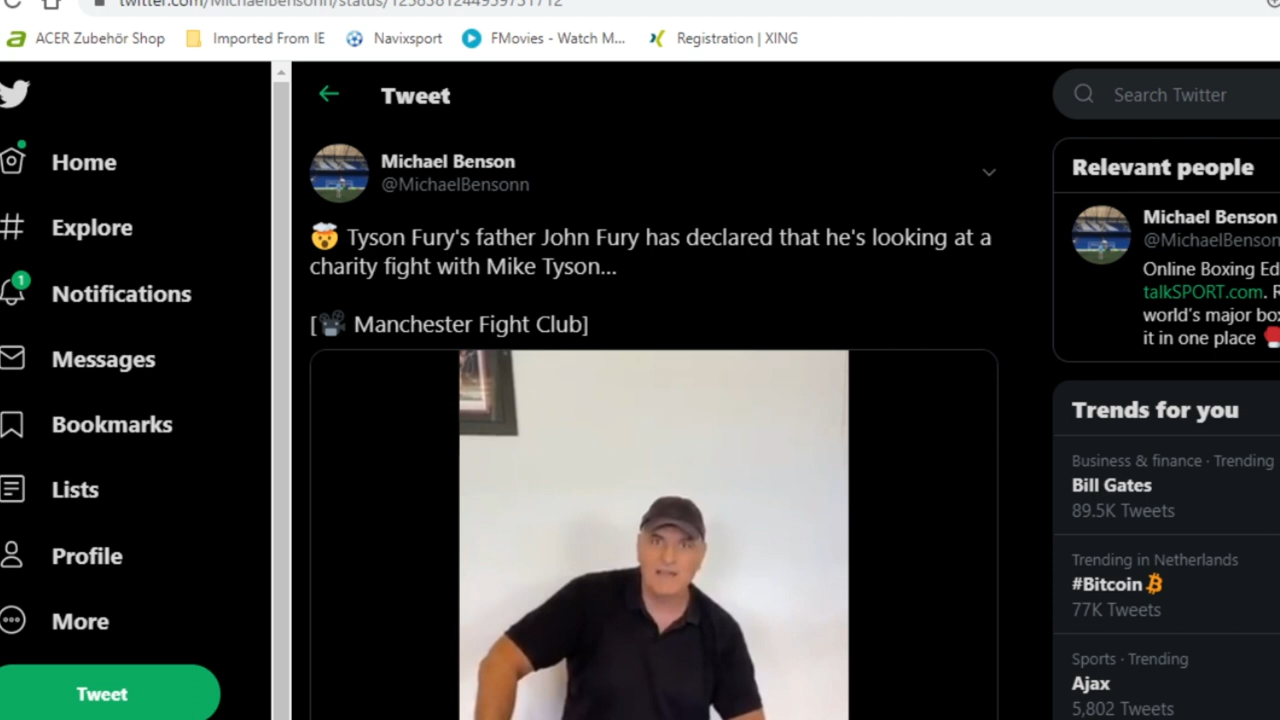 ACER Zubehör Shop
Imported From IE
Navixsport
FMovies - Watch M...
Registration | XING
Tweet
Search Twitter
Home
Explore
1
Notifications
Messages
Bookmarks
Lists
Profile
More
Tweet
Michael Benson
@MichaelBensonn
🤯 Tyson Fury's father John Fury has declared that he's looking at a
charity fight with Mike Tyson...
[🎥 Manchester Fight Club]
Relevant people
Michael Benson
@MichaelBenson
Online Boxing Ed
talkSPORT.com. R
world's major box
it in one place 🥊
Trends for you
Business & finance · Trending
Bill Gates
89.5K Tweets
Trending in Netherlands
#Bitcoin
77K Tweets
Sports · Trending
Ajax
5,802 Tweets